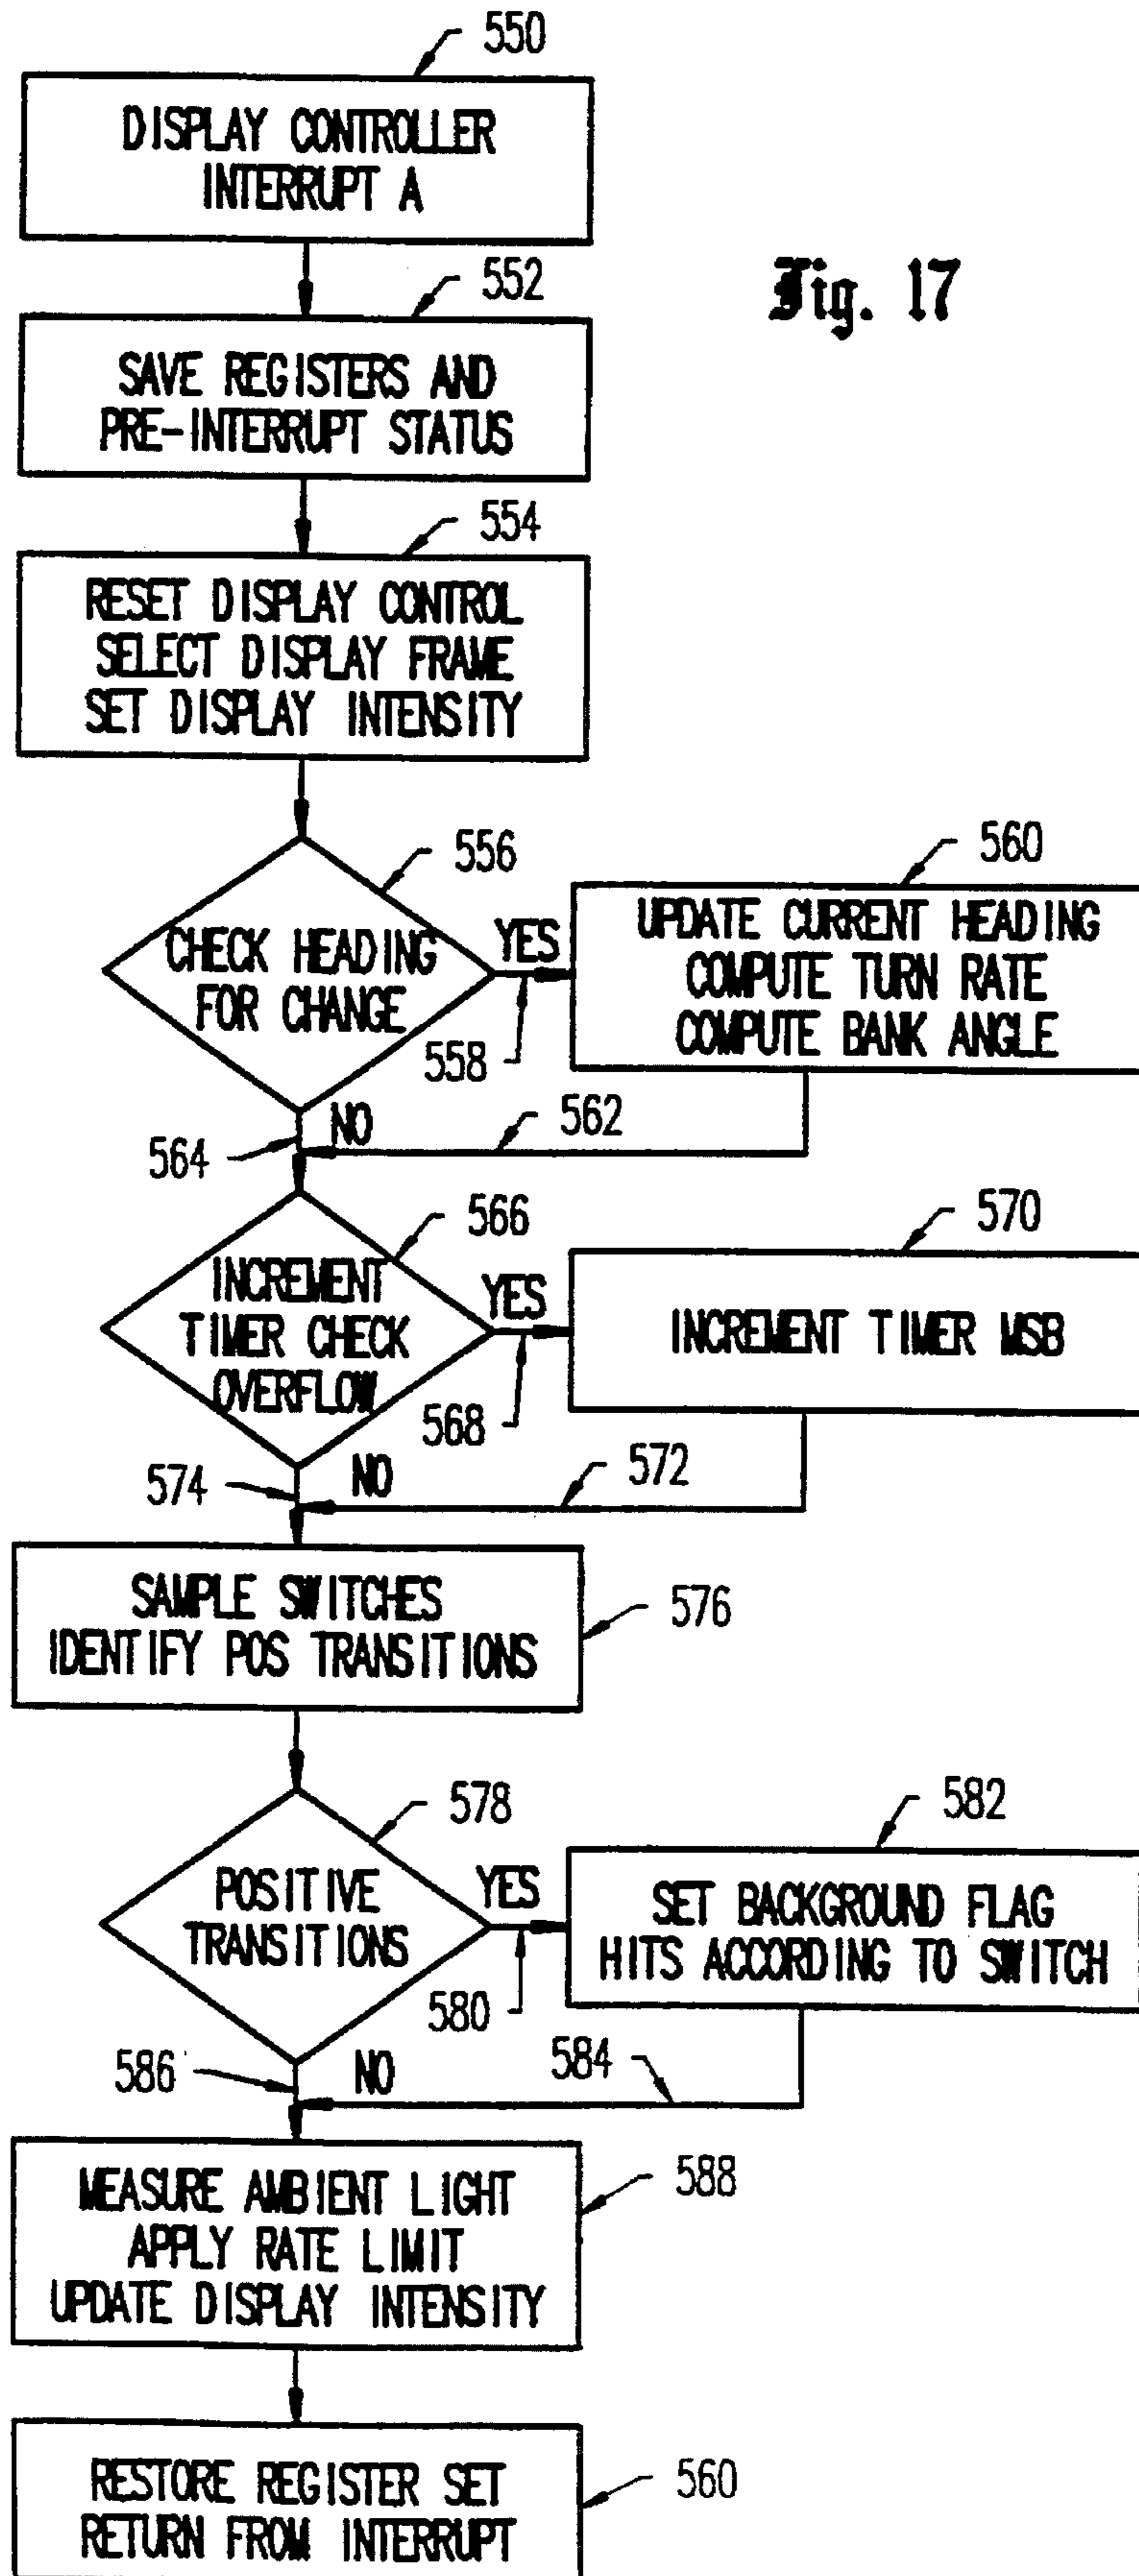 550
DISPLAY CONTROLLER
INTERRUPT A
Fig. 17
552
SAVE REGISTERS AND
PRE-INTERRUPT STATUS
554
RESET DISPLAY CONTROL
SELECT DISPLAY FRAME
SET DISPLAY INTENSITY
556
CHECK HEADING
FOR CHANGE
YES
558
560
UPDATE CURRENT HEADING
COMPUTE TURN RATE
COMPUTE BANK ANGLE
562
564
NO
566
INCREMENT
TIMER CHECK
OVERFLOW
YES
568
570
INCREMENT TIMER MSB
572
574
NO
SAMPLE SWITCHES
IDENTIFY POS TRANSITIONS
576
578
POSITIVE
TRANSITIONS
YES
580
582
SET BACKGROUND FLAG
HITS ACCORDING TO SWITCH
584
586
NO
MEASURE AMBIENT LIGHT
APPLY RATE LIMIT
UPDATE DISPLAY INTENSITY
588
RESTORE REGISTER SET
RETURN FROM INTERRUPT
560